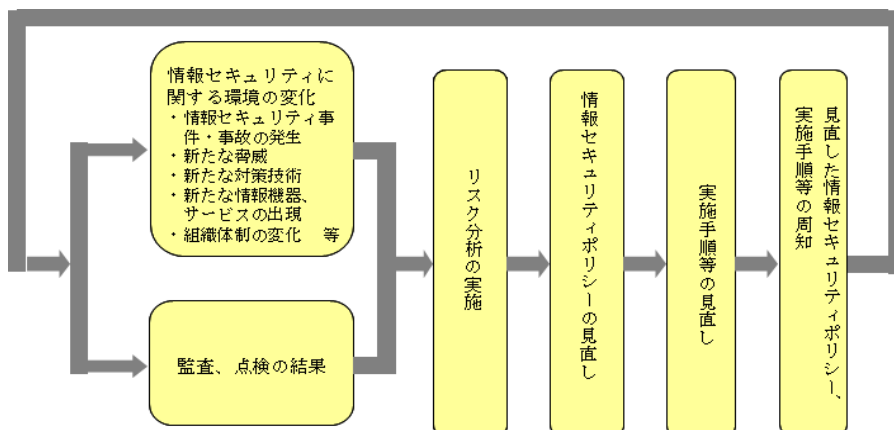 情報セキュリティに
関する環境の変化
・情報セキュリティ事
件・事故の発生
・新たな脅威
・新たな対策技術
・新たな情報機器、
サービスの出現
・組織体制の変化　等
監査、点検の結果
リスク分析の実施
情報セキュリティポリシーの見直し
実施手順等の見直し
見直した情報セキュリティポリシー、
実施手順等の周知